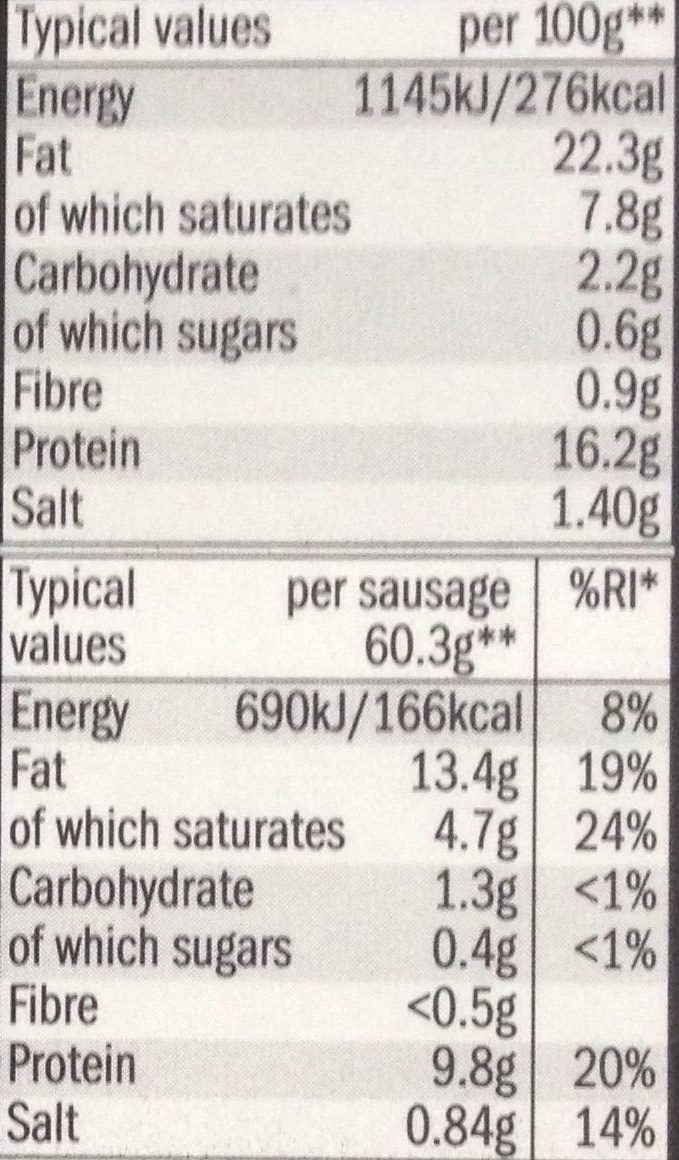 Typical values per 100g**
Energy 1145kJ/276kcal
Fat 22.3g
of which saturates 7.8g
Carbohydrate 2.2g
of which sugars 0.6g
Fibre 0.9g
Protein 16.2g
Salt 1.40g
Typical per sausage %RI*
values 60.3g**
Energy 690kJ/166kcal 8%
Fat 13.4g 19%
of which saturates 4.7g 24%
Carbohydrate 1.3g <1%
of which sugars 0.4g <1%
Fibre <0.5g
Protein 9.8g 20%
Salt 0.84g 14%